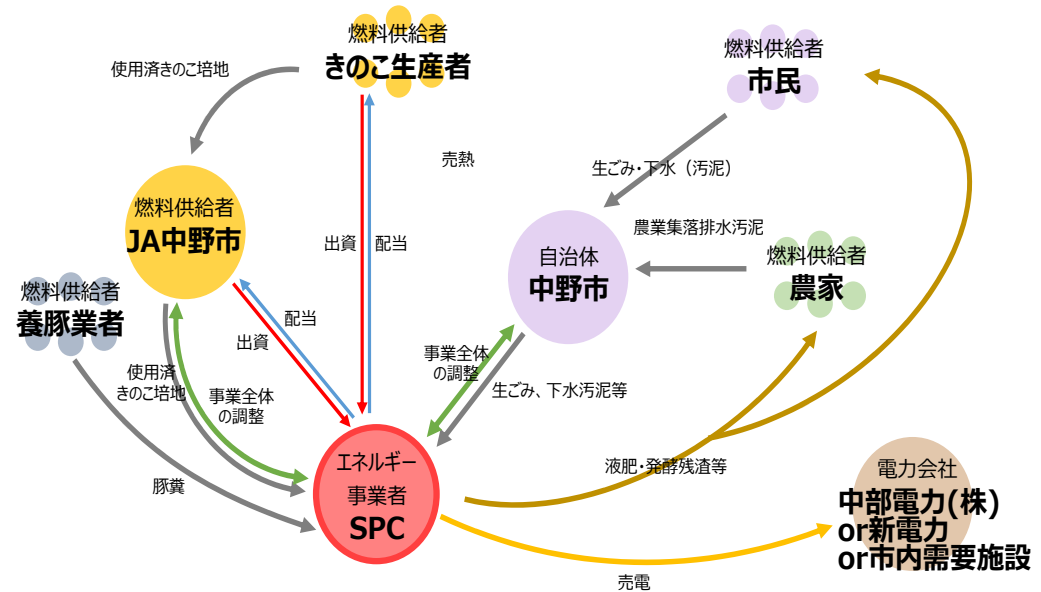 燃料供給者
きのこ生産者
燃料供給者
市民
使用済きのこ培地
売熱
生ごみ・下水（汚泥）
燃料供給者
JA中野市
農業集落排水汚泥
出資
配当
自治体
中野市
燃料供給者
農家
燃料供給者
養豚業者
配当
出資
事業全体
の調整
使用済
きのこ培地
事業全体
の調整
生ごみ、下水汚泥等
エネルギー
事業者
SPC
液肥・発酵残渣等
豚糞
電力会社
中部電力(株)
or新電力
or市内需要施設
売電